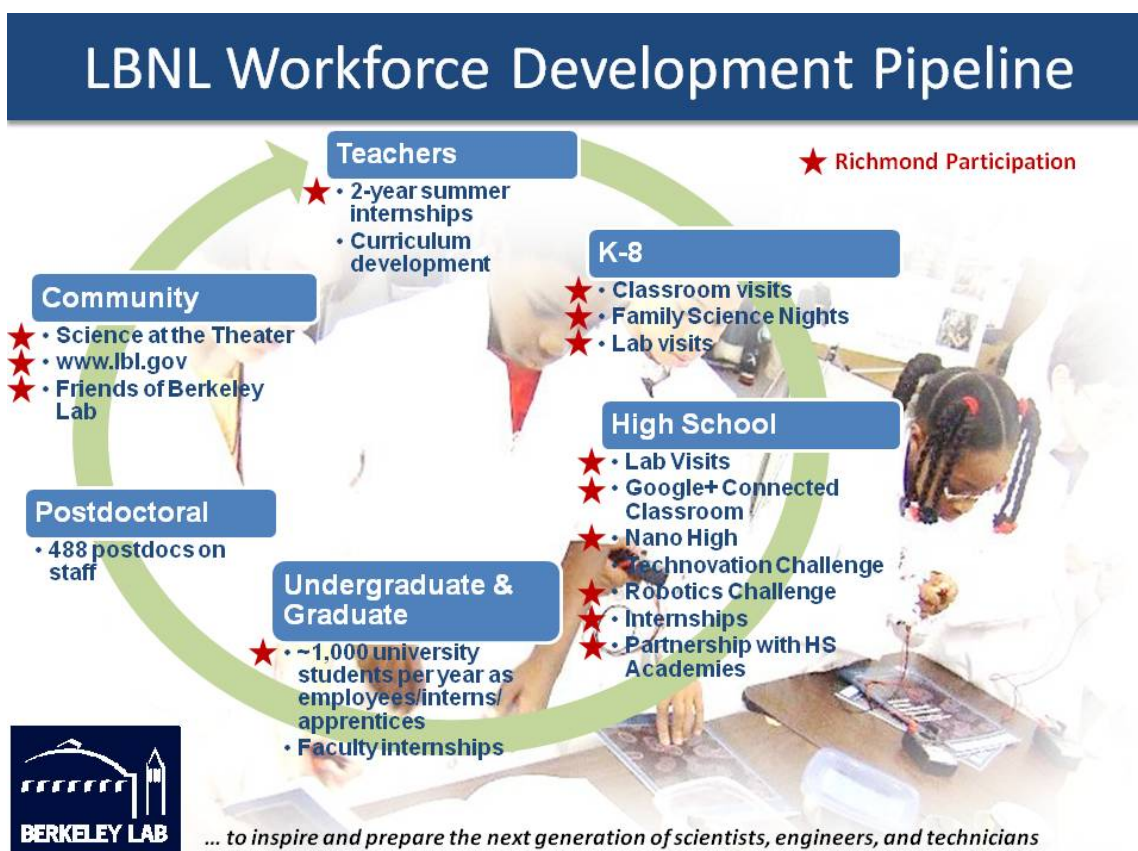 LBNL Workforce Development Pipeline
★ Richmond Participation
Teachers
★ • 2-year summer
internships
• Curriculum
development
K-8
★ • Classroom visits
★ • Family Science Nights
★ • Lab visits
High School
★ • Lab Visits
★ • Google+ Connected
Classroom
★ • Nano High
• Technovation Challenge
★ • Robotics Challenge
★ • Internships
★ • Partnership with HS
Academies
Undergraduate &
Graduate
★ • ~1,000 university
students per year as
employees/interns/
apprentices
• Faculty internships
Postdoctoral
• 488 postdocs on
staff
Community
★ • Science at the Theater
★ • www.lbl.gov
★ • Friends of Berkeley
Lab
BERKELEY LAB
... to inspire and prepare the next generation of scientists, engineers, and technicians